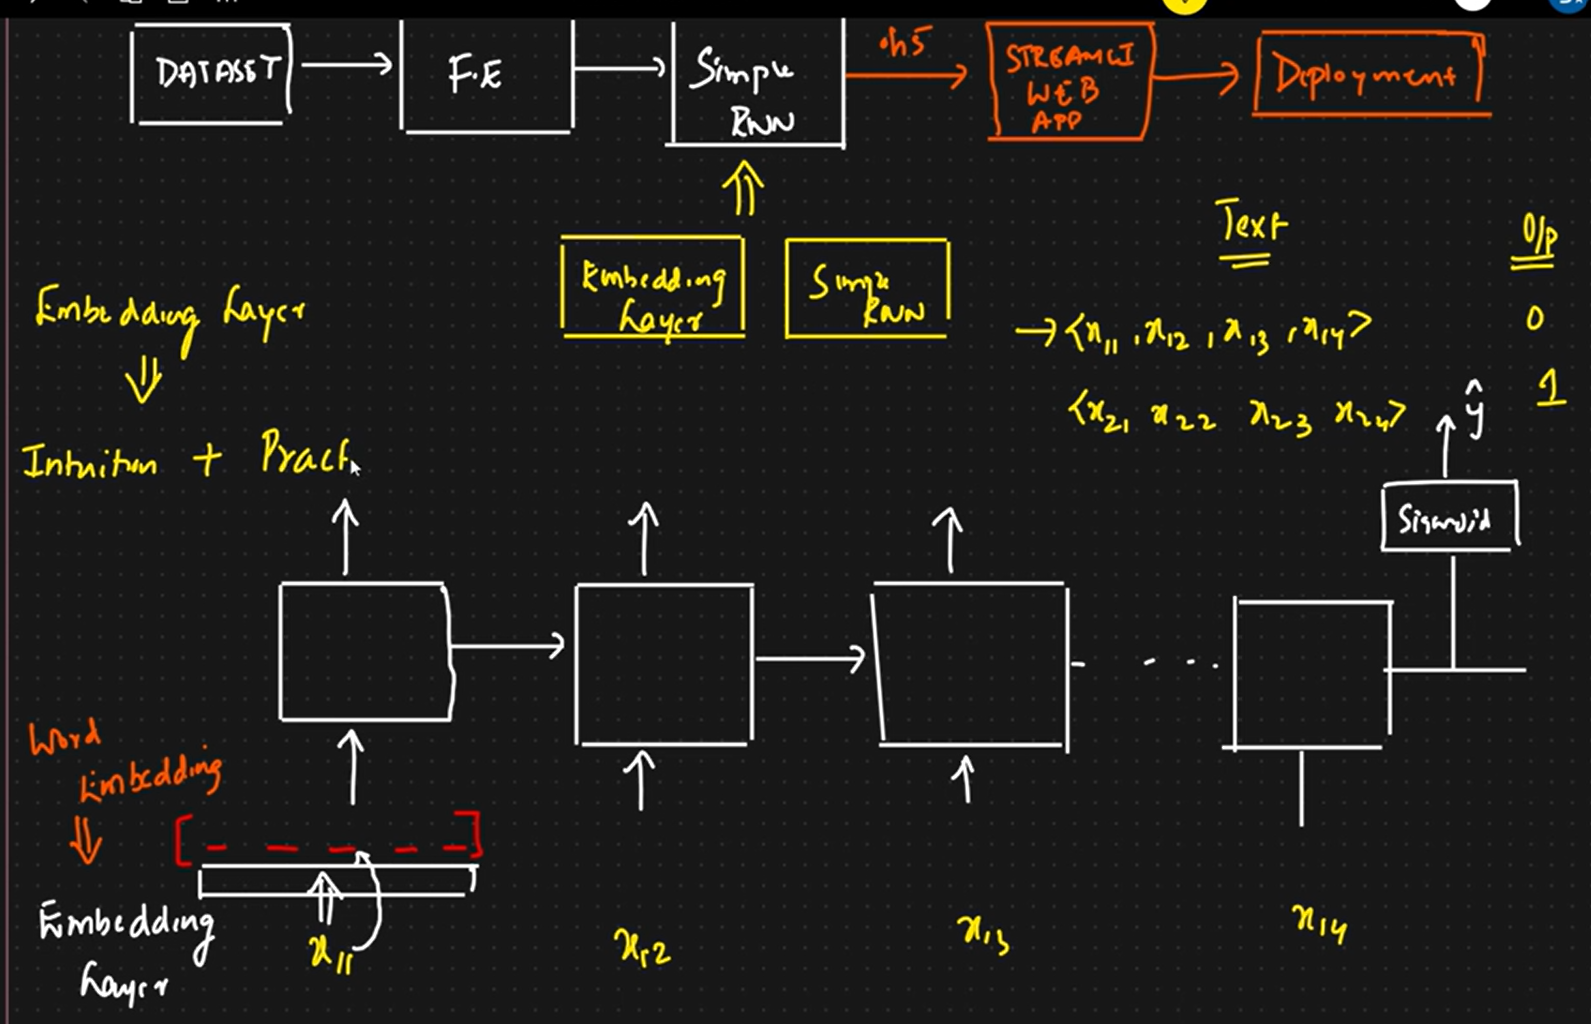 DATASET
F.E
Simple
RNN
.h5
STREAMLI
WEB
APP
Deployment
Embedding
Layer
Simple
RNN
Text
O/p
Embedding Layer
→ <x11, x12, x13, x14>
0
<x21, x22 x23 x24>
1
ŷ
Intuition + Pract
Sigmoid
Word
Embedding
[ _ _ _ _ _ ]
Embedding
Layer
x11
x12
x13
x14